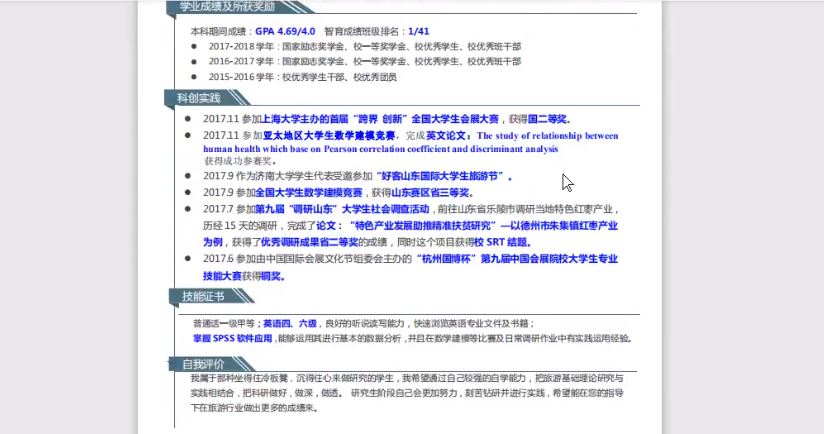 学业成绩及所获奖励
本科期间成绩：GPA 4.69/4.0 智育成绩班级排名：1/41
● 2017-2018 学年：国家励志奖学金、校一等奖学金、校优秀学生、校优秀班干部
● 2016-2017 学年：国家励志奖学金、校一等奖学金、校优秀学生、校优秀班干部
● 2015-2016 学年：校优秀学生干部、校优秀团员
科创实践
● 2017.11 参加上海大学主办的首届“跨界 创新”全国大学生会展大赛，获得国二等奖。
● 2017.11 参加亚太地区大学生数学建模竞赛，完成英文论文：The study of relationship between
human health which base on Pearson correlation coefficient and discriminant analysis
获得成功参赛奖。
● 2017.9 作为济南大学学生代表受邀参加“好客山东国际大学生旅游节”。
● 2017.9 参加全国大学生数学建模竞赛，获得山东赛区省三等奖。
● 2017.7 参加第九届“调研山东”大学生社会调查活动，前往山东省乐陵市调研当地特色红枣产业，
历经 15 天的调研，完成了论文：“特色产业发展助推精准扶贫研究”—以德州市朱集镇红枣产业
为例，获得了优秀调研成果省二等奖的成绩，同时这个项目获得校 SRT 结题。
● 2017.6 参加由中国国际会展文化节组委会主办的“杭州国博杯”第九届中国会展院校大学生专业
技能大赛获得铜奖。
技能证书
普通话一级甲等；英语四、六级，良好的听说读写能力，快速浏览英语专业文件及书籍；
掌握 SPSS 软件应用，能够运用其进行基本的数据分析，并且在数学建模等比赛及日常调研作业中有实践运用经验。
自我评价
我属于那种坐得住冷板凳，沉得住心来做研究的学生，我希望通过自己较强的自学能力，把旅游基础理论研究与
实践相结合，把科研做好，做深，做透。 研究生阶段自己会更加努力，刻苦钻研并进行实践，希望能在您的指导
下在旅游行业做出更多的成绩来。